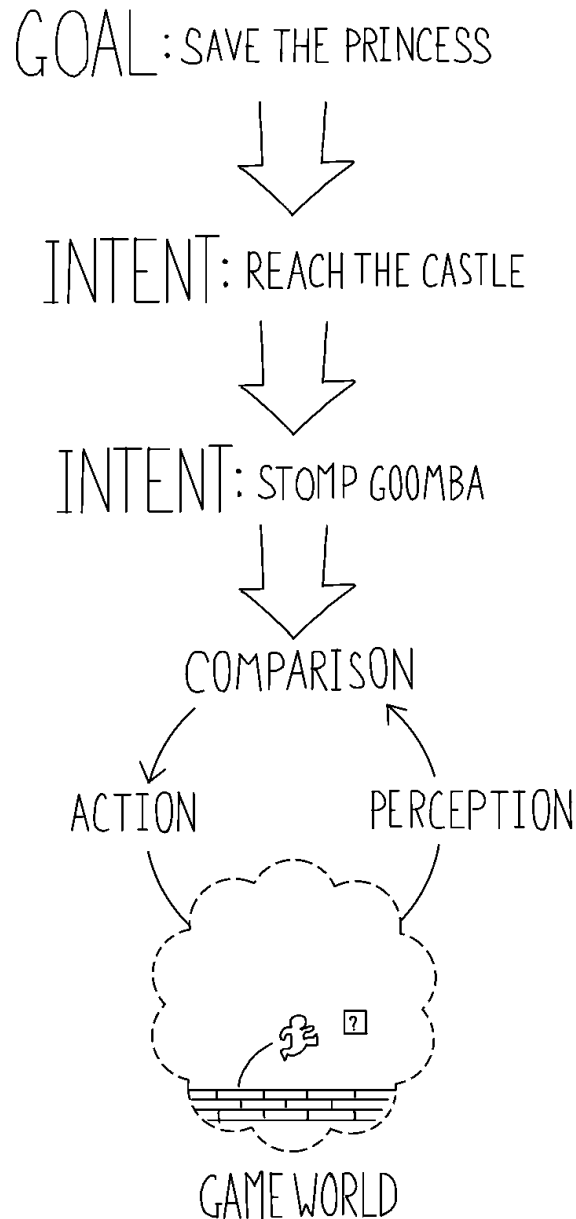 GOAL: SAVE THE PRINCESS
INTENT: REACH THE CASTLE
INTENT: STOMP GOOMBA
COMPARISON
ACTION
PERCEPTION
?
GAME WORLD